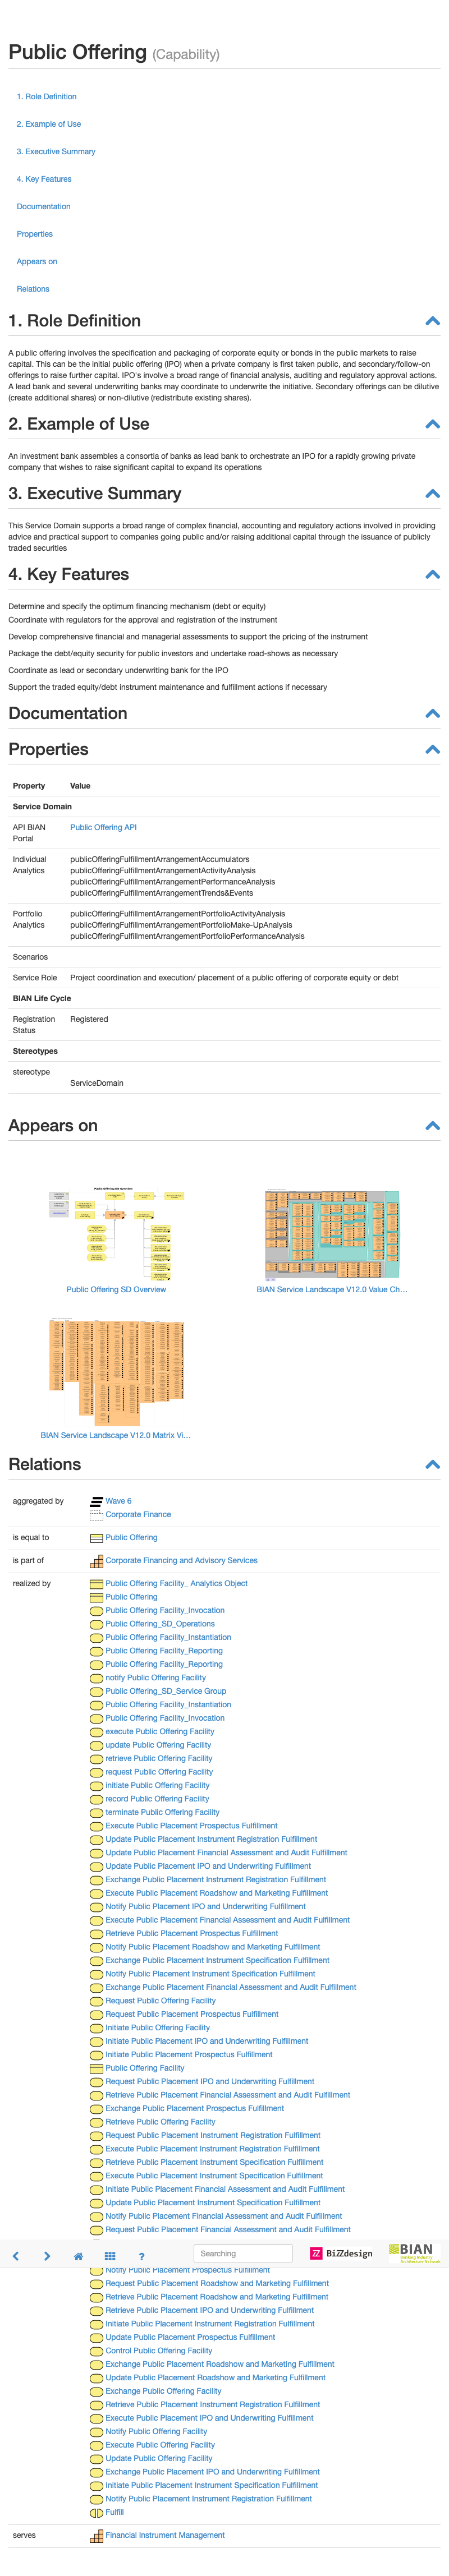 Public Offering (Capability)
1. Role Definition
2. Example of Use
3. Executive Summary
4. Key Features
Documentation
Properties
Appears on
Relations
1. Role Definition
A public offering involves the specification and packaging of corporate equity or bonds in the public markets to raise
capital. This can be the initial public offering (IPO) when a private company is first taken public, and secondary/follow-on
offerings to raise further capital. IPO's involve a broad range of financial analysis, auditing and regulatory approval actions.
A lead bank and several underwriting banks may coordinate to underwrite the initiative. Secondary offerings can be dilutive
(create additional shares) or non-dilutive (redistribute existing shares).
2. Example of Use
An investment bank assembles a consortia of banks as lead bank to orchestrate an IPO for a rapidly growing private
company that wishes to raise significant capital to expand its operations
3. Executive Summary
This Service Domain supports a broad range of complex financial, accounting and regulatory actions involved in providing
advice and practical support to companies going public and/or raising additional capital through the issuance of publicly
traded securities
4. Key Features
Determine and specify the optimum financing mechanism (debt or equity)
Coordinate with regulators for the approval and registration of the instrument
Develop comprehensive financial and managerial assessments to support the pricing of the instrument
Package the debt/equity security for public investors and undertake road-shows as necessary
Coordinate as lead or secondary underwriting bank for the IPO
Support the traded equity/debt instrument maintenance and fulfillment actions if necessary
Documentation
Properties
Property Value
Service Domain
API BIAN Portal Public Offering API
Individual Analytics publicOfferingFulfillmentArrangementAccumulators
publicOfferingFulfillmentArrangementActivityAnalysis
publicOfferingFulfillmentArrangementPerformanceAnalysis
publicOfferingFulfillmentArrangementTrends&Events
Portfolio Analytics publicOfferingFulfillmentArrangementPortfolioActivityAnalysis
publicOfferingFulfillmentArrangementPortfolioMake-UpAnalysis
publicOfferingFulfillmentArrangementPortfolioPerformanceAnalysis
Scenarios
Service Role Project coordination and execution/ placement of a public offering of corporate equity or debt
BIAN Life Cycle
Registration Status Registered
Stereotypes
stereotype
ServiceDomain
Appears on
Public Offering SD Overview
BIAN Service Landscape V12.0 Value Ch...
BIAN Service Landscape V12.0 Matrix Vi...
Relations
aggregated by Wave 6
Corporate Finance
is equal to Public Offering
is part of Corporate Financing and Advisory Services
realized by Public Offering Facility_ Analytics Object
Public Offering
Public Offering Facility_Invocation
Public Offering_SD_Operations
Public Offering Facility_Instantiation
Public Offering Facility_Reporting
Public Offering Facility_Reporting
notify Public Offering Facility
Public Offering_SD_Service Group
Public Offering Facility_Instantiation
Public Offering Facility_Invocation
execute Public Offering Facility
update Public Offering Facility
retrieve Public Offering Facility
request Public Offering Facility
initiate Public Offering Facility
record Public Offering Facility
terminate Public Offering Facility
Execute Public Placement Prospectus Fulfillment
Update Public Placement Instrument Registration Fulfillment
Update Public Placement Financial Assessment and Audit Fulfillment
Update Public Placement IPO and Underwriting Fulfillment
Exchange Public Placement Instrument Registration Fulfillment
Execute Public Placement Roadshow and Marketing Fulfillment
Notify Public Placement IPO and Underwriting Fulfillment
Execute Public Placement Financial Assessment and Audit Fulfillment
Retrieve Public Placement Prospectus Fulfillment
Notify Public Placement Roadshow and Marketing Fulfillment
Exchange Public Placement Instrument Specification Fulfillment
Notify Public Placement Instrument Specification Fulfillment
Exchange Public Placement Financial Assessment and Audit Fulfillment
Request Public Offering Facility
Request Public Placement Prospectus Fulfillment
Initiate Public Offering Facility
Initiate Public Placement IPO and Underwriting Fulfillment
Initiate Public Placement Prospectus Fulfillment
Public Offering Facility
Request Public Placement IPO and Underwriting Fulfillment
Retrieve Public Placement Financial Assessment and Audit Fulfillment
Exchange Public Placement Prospectus Fulfillment
Retrieve Public Offering Facility
Request Public Placement Instrument Registration Fulfillment
Execute Public Placement Instrument Registration Fulfillment
Retrieve Public Placement Instrument Specification Fulfillment
Execute Public Placement Instrument Specification Fulfillment
Initiate Public Placement Financial Assessment and Audit Fulfillment
Update Public Placement Instrument Specification Fulfillment
Notify Public Placement Financial Assessment and Audit Fulfillment
Request Public Placement Financial Assessment and Audit Fulfillment
? Searching BiZZdesign BIAN
Banking Industry
Architecture Network
Notify Public Placement Prospectus Fulfillment
Request Public Placement Roadshow and Marketing Fulfillment
Retrieve Public Placement Roadshow and Marketing Fulfillment
Retrieve Public Placement IPO and Underwriting Fulfillment
Initiate Public Placement Instrument Registration Fulfillment
Update Public Placement Prospectus Fulfillment
Control Public Offering Facility
Exchange Public Placement Roadshow and Marketing Fulfillment
Update Public Placement Roadshow and Marketing Fulfillment
Exchange Public Offering Facility
Retrieve Public Placement Instrument Registration Fulfillment
Execute Public Placement IPO and Underwriting Fulfillment
Notify Public Offering Facility
Execute Public Offering Facility
Update Public Offering Facility
Exchange Public Placement IPO and Underwriting Fulfillment
Initiate Public Placement Instrument Specification Fulfillment
Notify Public Placement Instrument Registration Fulfillment
Fulfill
serves Financial Instrument Management